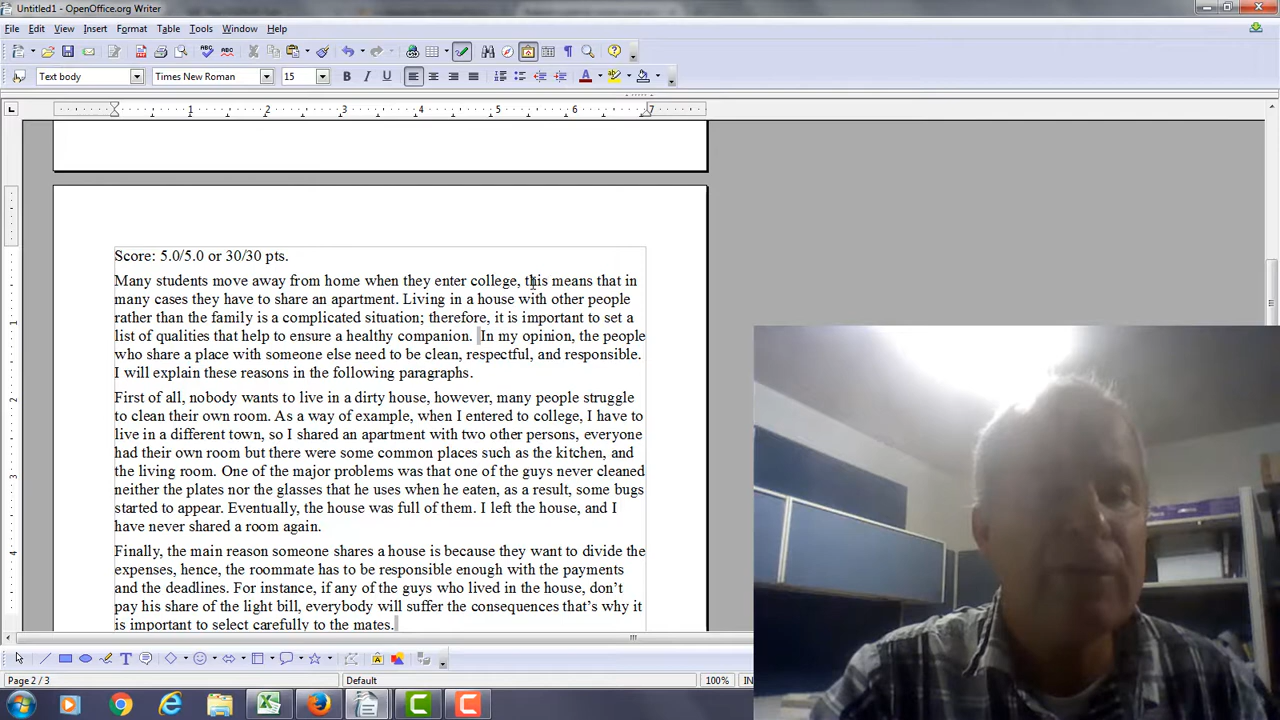 Untitled1 - OpenOffice.org Writer
File Edit View Insert Format Table Tools Window Help
Text body Times New Roman 15
1 2 3 4 5 6 7
Score: 5.0/5.0 or 30/30 pts.
Many students move away from home when they enter college, this means that in
many cases they have to share an apartment. Living in a house with other people
rather than the family is a complicated situation; therefore, it is important to set a
list of qualities that help to ensure a healthy companion. In my opinion, the people
who share a place with someone else need to be clean, respectful, and responsible.
I will explain these reasons in the following paragraphs.
First of all, nobody wants to live in a dirty house, however, many people struggle
to clean their own room. As a way of example, when I entered to college, I have to
live in a different town, so I shared an apartment with two other persons, everyone
had their own room but there were some common places such as the kitchen, and
the living room. One of the major problems was that one of the guys never cleaned
neither the plates nor the glasses that he uses when he eaten, as a result, some bugs
started to appear. Eventually, the house was full of them. I left the house, and I
have never shared a room again.
Finally, the main reason someone shares a house is because they want to divide the
expenses, hence, the roommate has to be responsible enough with the payments
and the deadlines. For instance, if any of the guys who lived in the house, don't
pay his share of the light bill, everybody will suffer the consequences that's why it
is important to select carefully to the mates.
Page 2 / 3 Default 100% IN